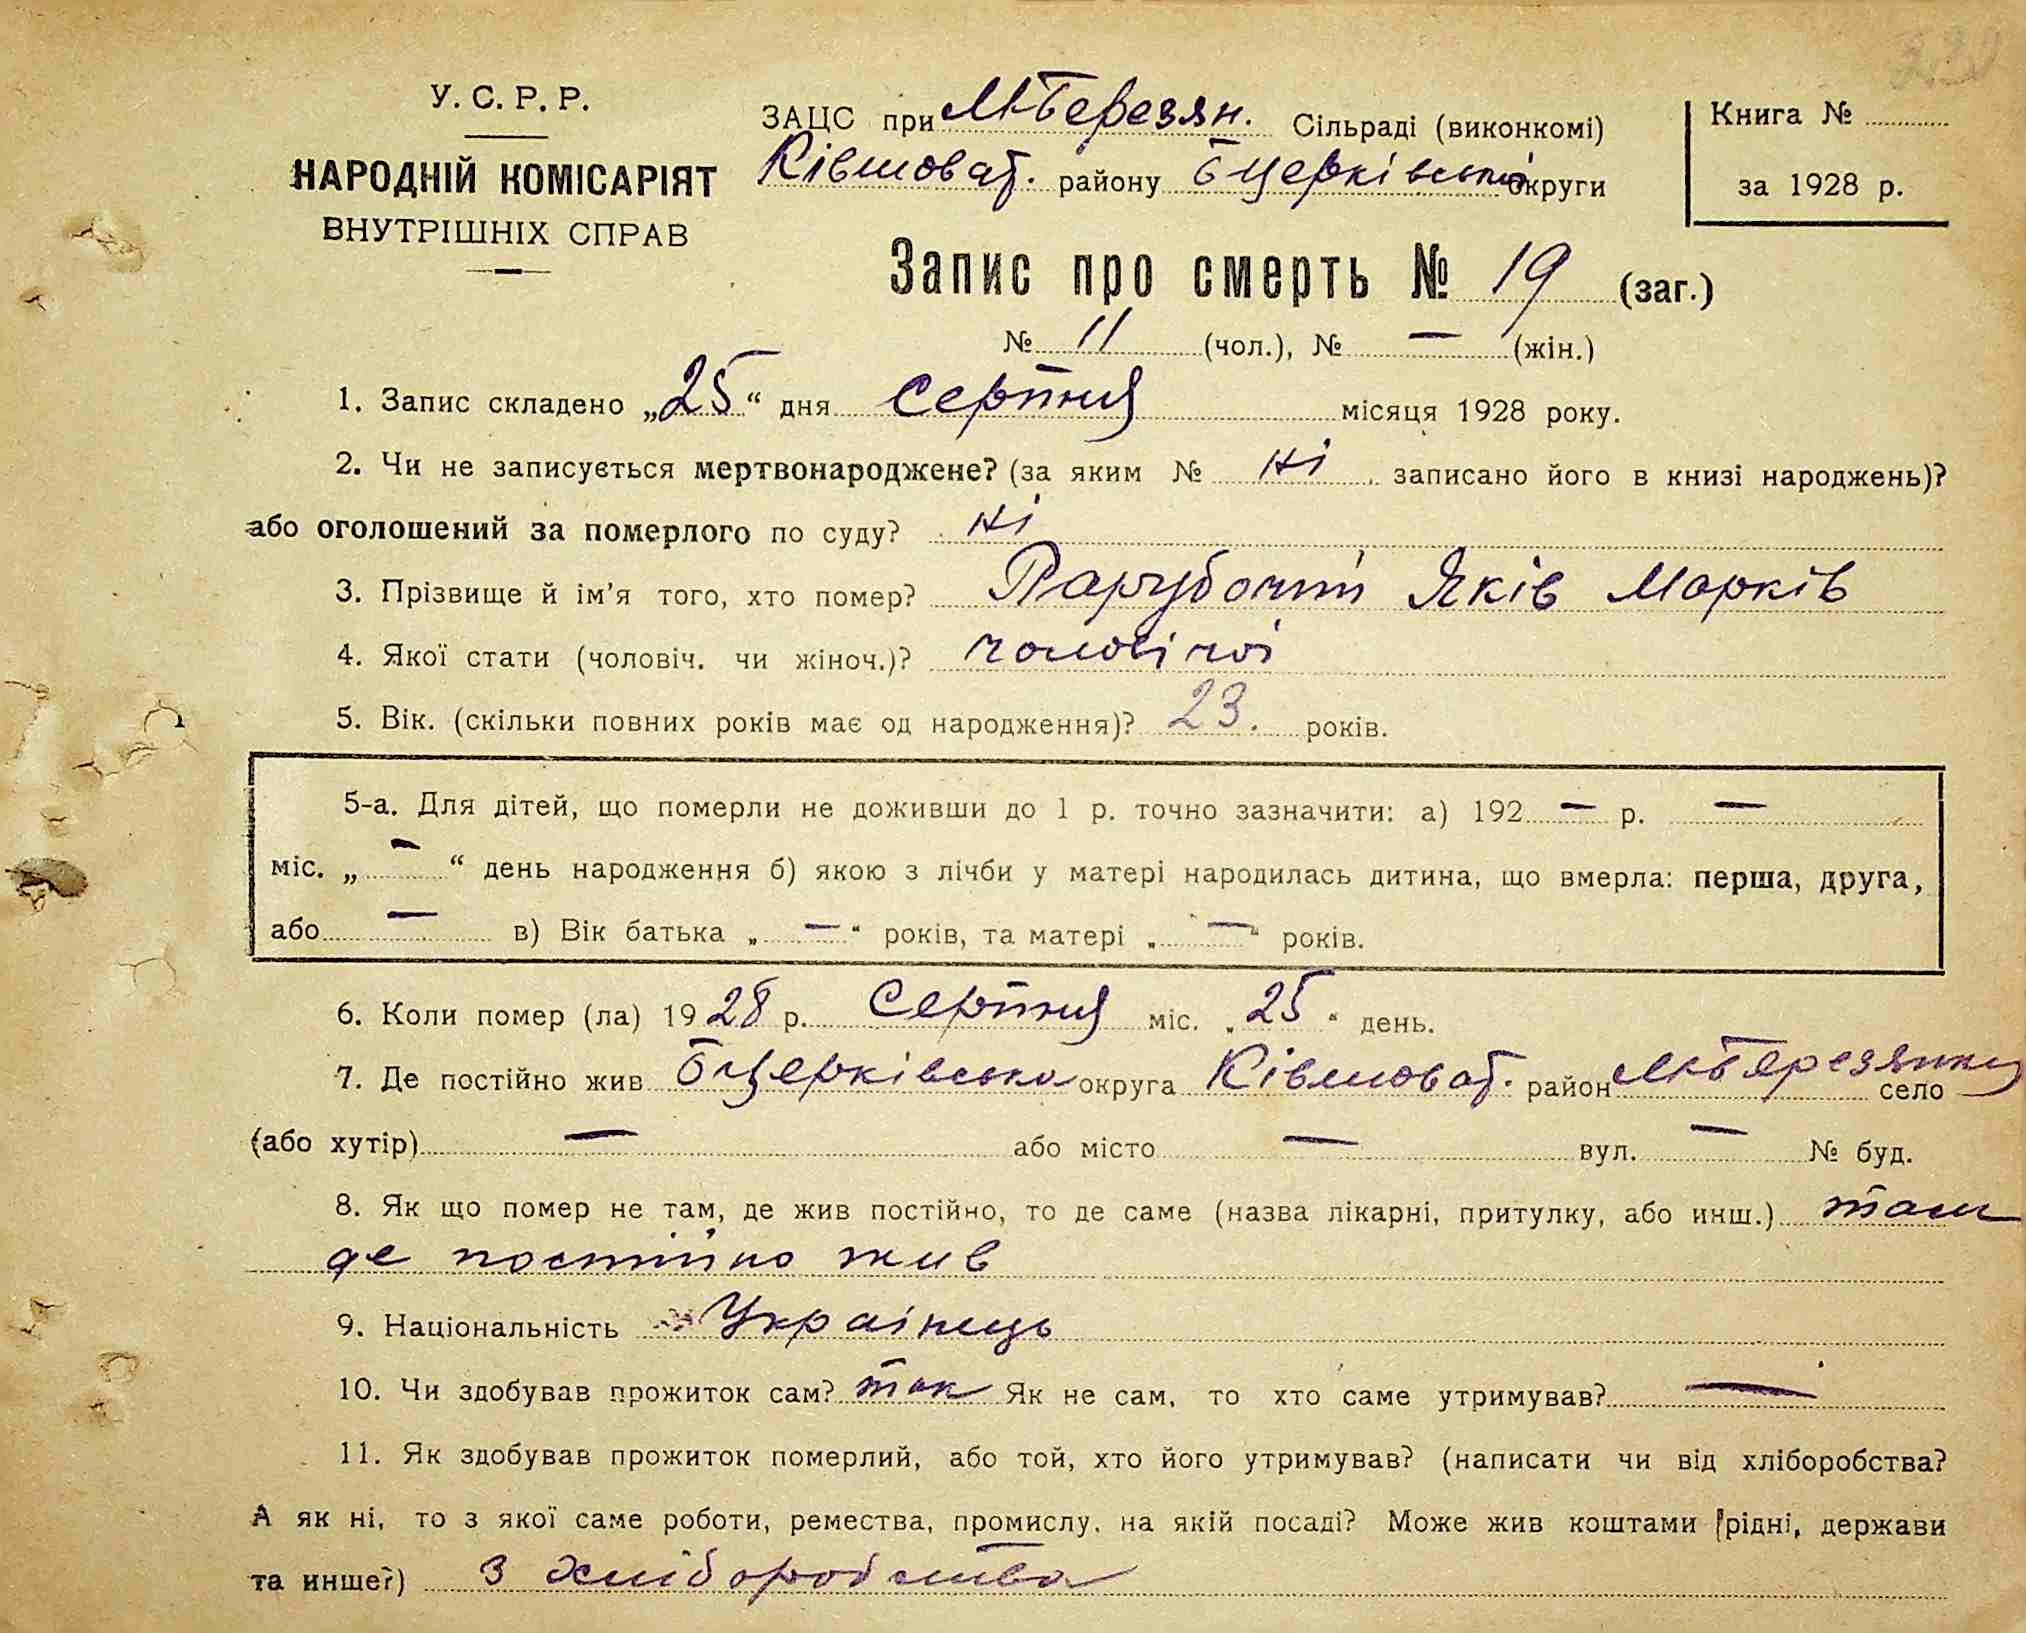 У. С. Р. Р.
НАРОДНІЙ КОМІСАРІЯТ
ВНУТРІШНІХ СПРАВ
ЗАЦС при М-Березян. Сільраді (виконкомі)
Ківшоват. району Бцерківської округи
Книга №
за 1928 р.
Запис про смерть № 19 (заг.)
№ 11 (чол.), № — (жін.)
1. Запис складено „25“ дня серпня місяця 1928 року.
2. Чи не записується мертвонароджене? (за яким № ні записано його в книзі народжень)?
або оголошений за померлого по суду? ні
3. Прізвище й ім'я того, хто помер? Парубочий Яків Марків
4. Якої стати (чоловіч. чи жіноч.)? чоловічої
5. Вік. (скільки повних років має од народження)? 23. років.
5-а. Для дітей, що померли не доживши до 1 р. точно зазначити: а) 192 — р. —
міс. „ — “ день народження б) якою з лічби у матері народилась дитина, що вмерла: перша, друга,
або — в) Вік батька „ — “ років, та матері „ — “ років.
6. Коли помер (ла) 1928 р. Серпня міс. „25“ день.
7. Де постійно жив Бцерківська округа Ківшоват. район М-Березянка село
(або хутір) — або місто — вул. — № буд.
8. Як що помер не там, де жив постійно, то де саме (назва лікарні, притулку, або инш.) там
де постійно жив
9. Національність Українець
10. Чи здобував прожиток сам? так Як не сам, то хто саме утримував? —
11. Як здобував прожиток померлий, або той, хто його утримував? (написати чи від хліборобства?
А як ні, то з якої саме роботи, ремества, промислу, на якій посаді? Може жив коштами рідні, держави
та инше?) З хліборобства